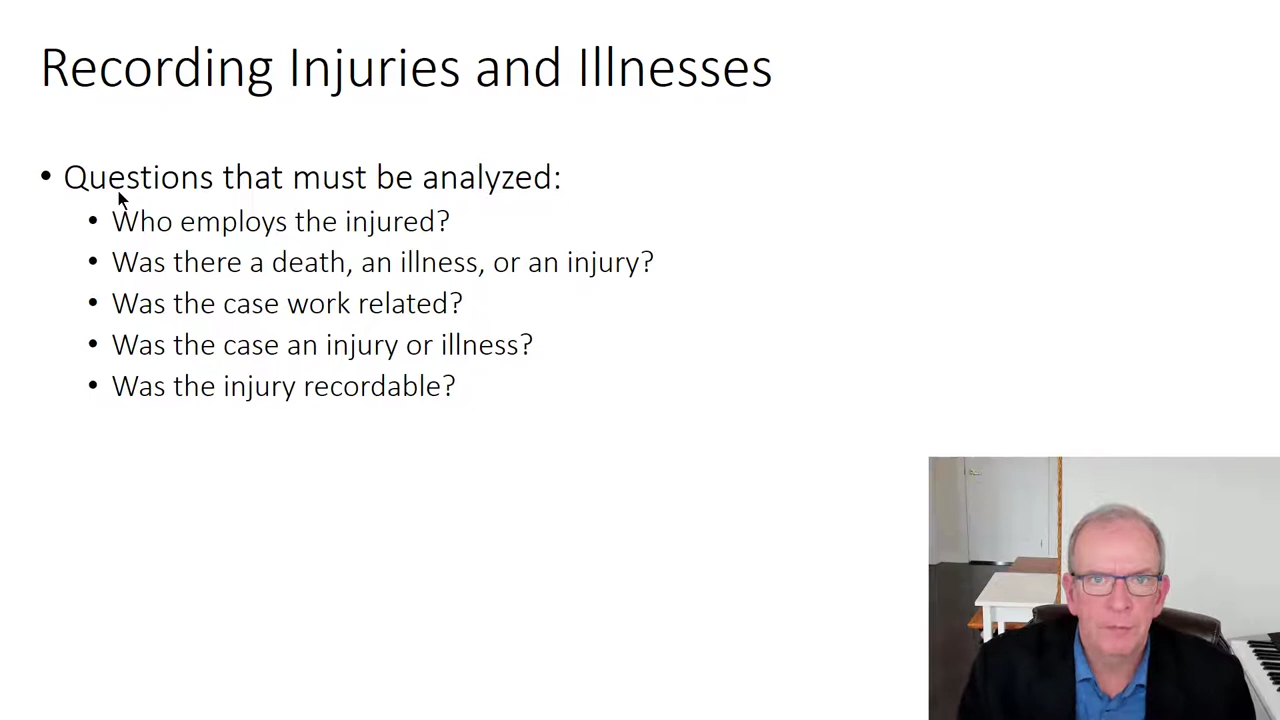 Recording Injuries and Illnesses
• Questions that must be analyzed:
• Who employs the injured?
• Was there a death, an illness, or an injury?
• Was the case work related?
• Was the case an injury or illness?
• Was the injury recordable?